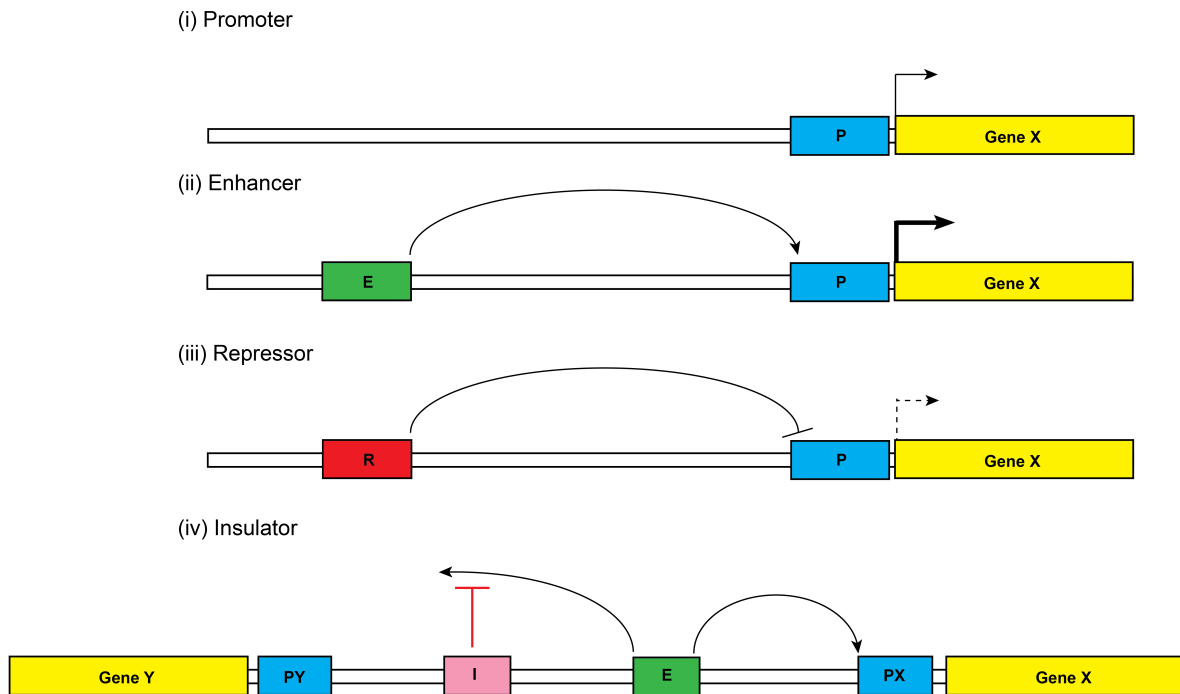 (i) Promoter
P
Gene X
(ii) Enhancer
E
P
Gene X
(iii) Repressor
R
P
Gene X
(iv) Insulator
Gene Y
PY
I
E
PX
Gene X